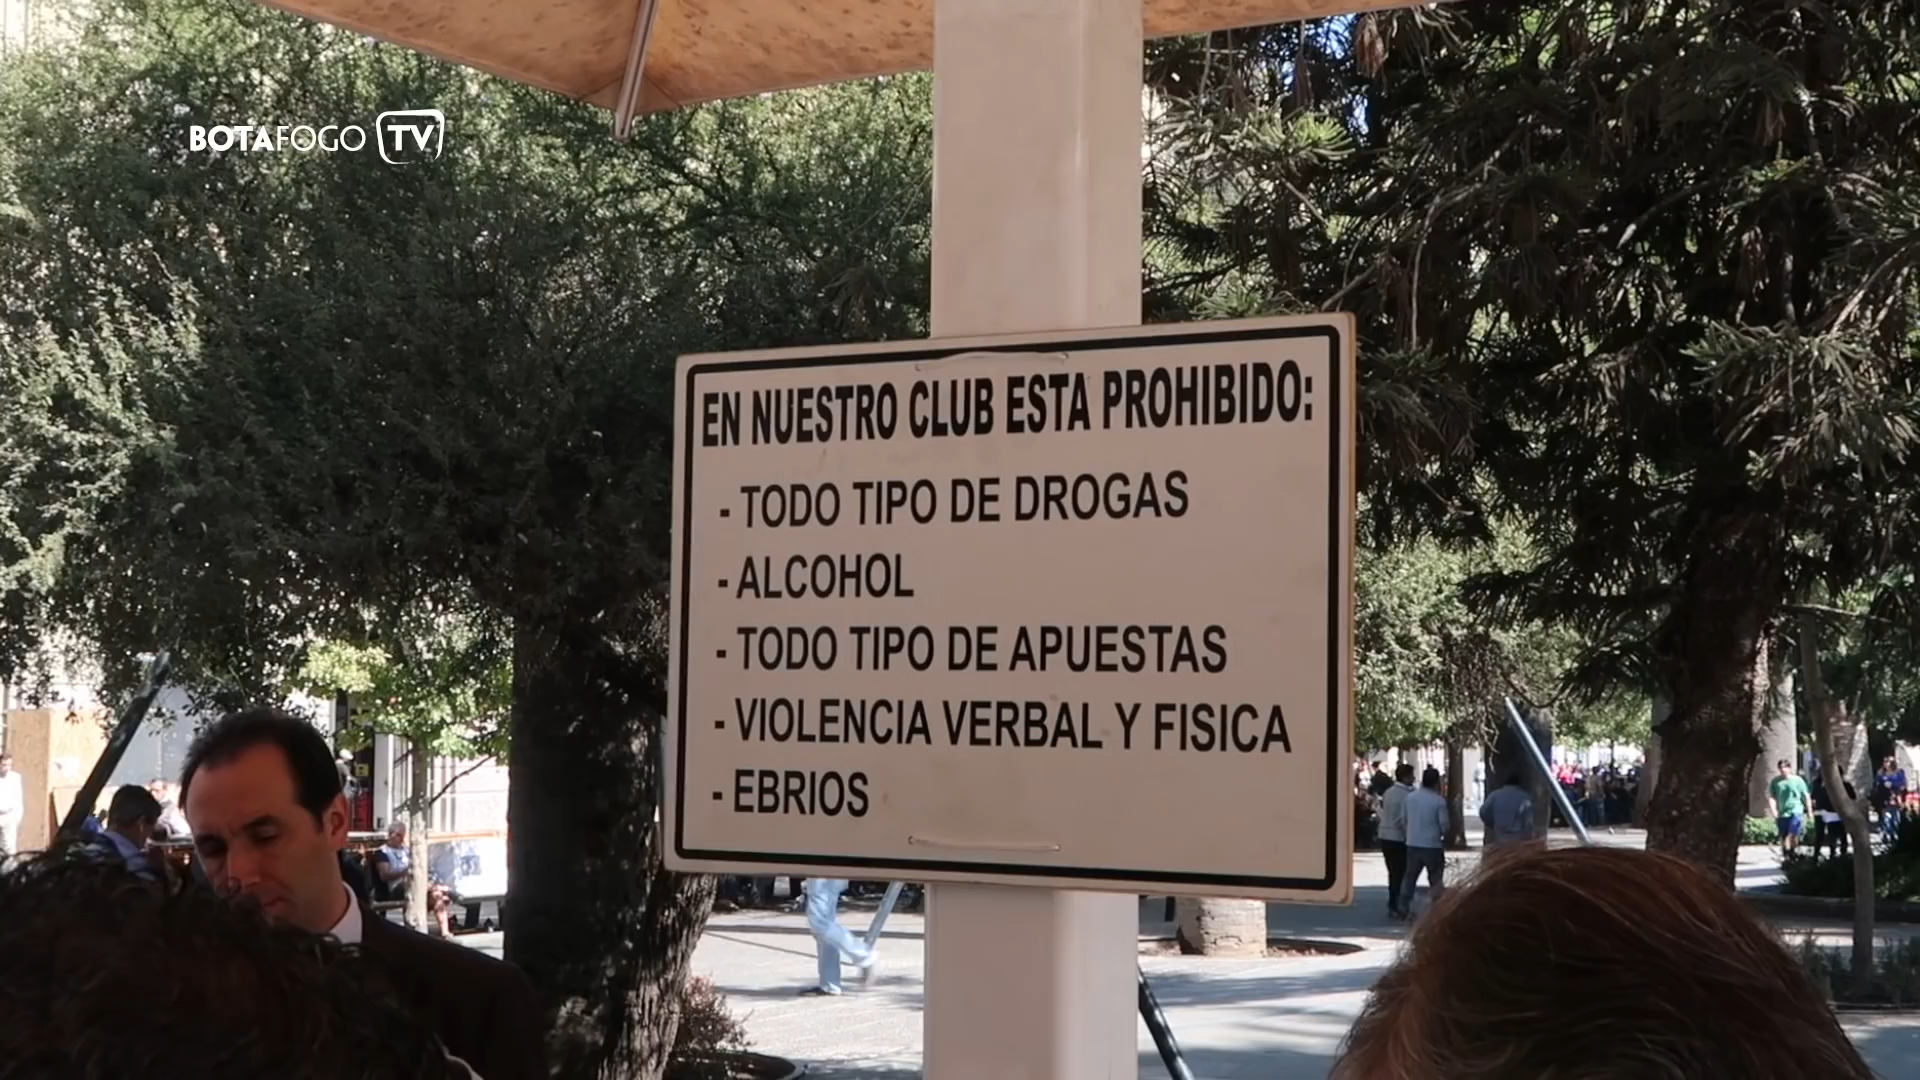 BOTAFOGO TV
EN NUESTRO CLUB ESTA PROHIBIDO:
- TODO TIPO DE DROGAS
- ALCOHOL
- TODO TIPO DE APUESTAS
- VIOLENCIA VERBAL Y FISICA
- EBRIOS